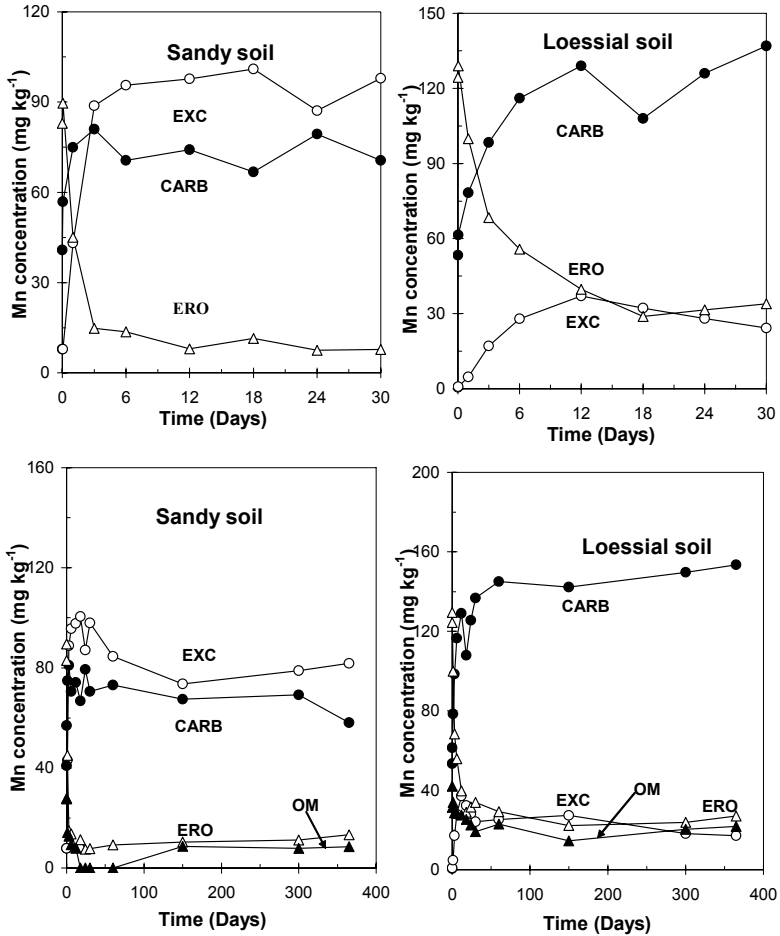 Sandy soil
Mn concentration (mg kg-1)
120
90
60
30
0
EXC
CARB
ERO
0 6 12 18 24 30
Time (Days)
Loessial soil
Mn concentration (mg kg-1)
150
120
90
60
30
0
CARB
ERO
EXC
0 6 12 18 24 30
Time (Days)
Sandy soil
Mn concentration (mg kg-1)
160
120
80
40
0
EXC
CARB
OM
ERO
0 100 200 300 400
Time (Days)
Loessial soil
Mn concentration (mg kg-1)
200
160
120
80
40
0
CARB
EXC
OM
ERO
0 100 200 300 400
Time (Days)